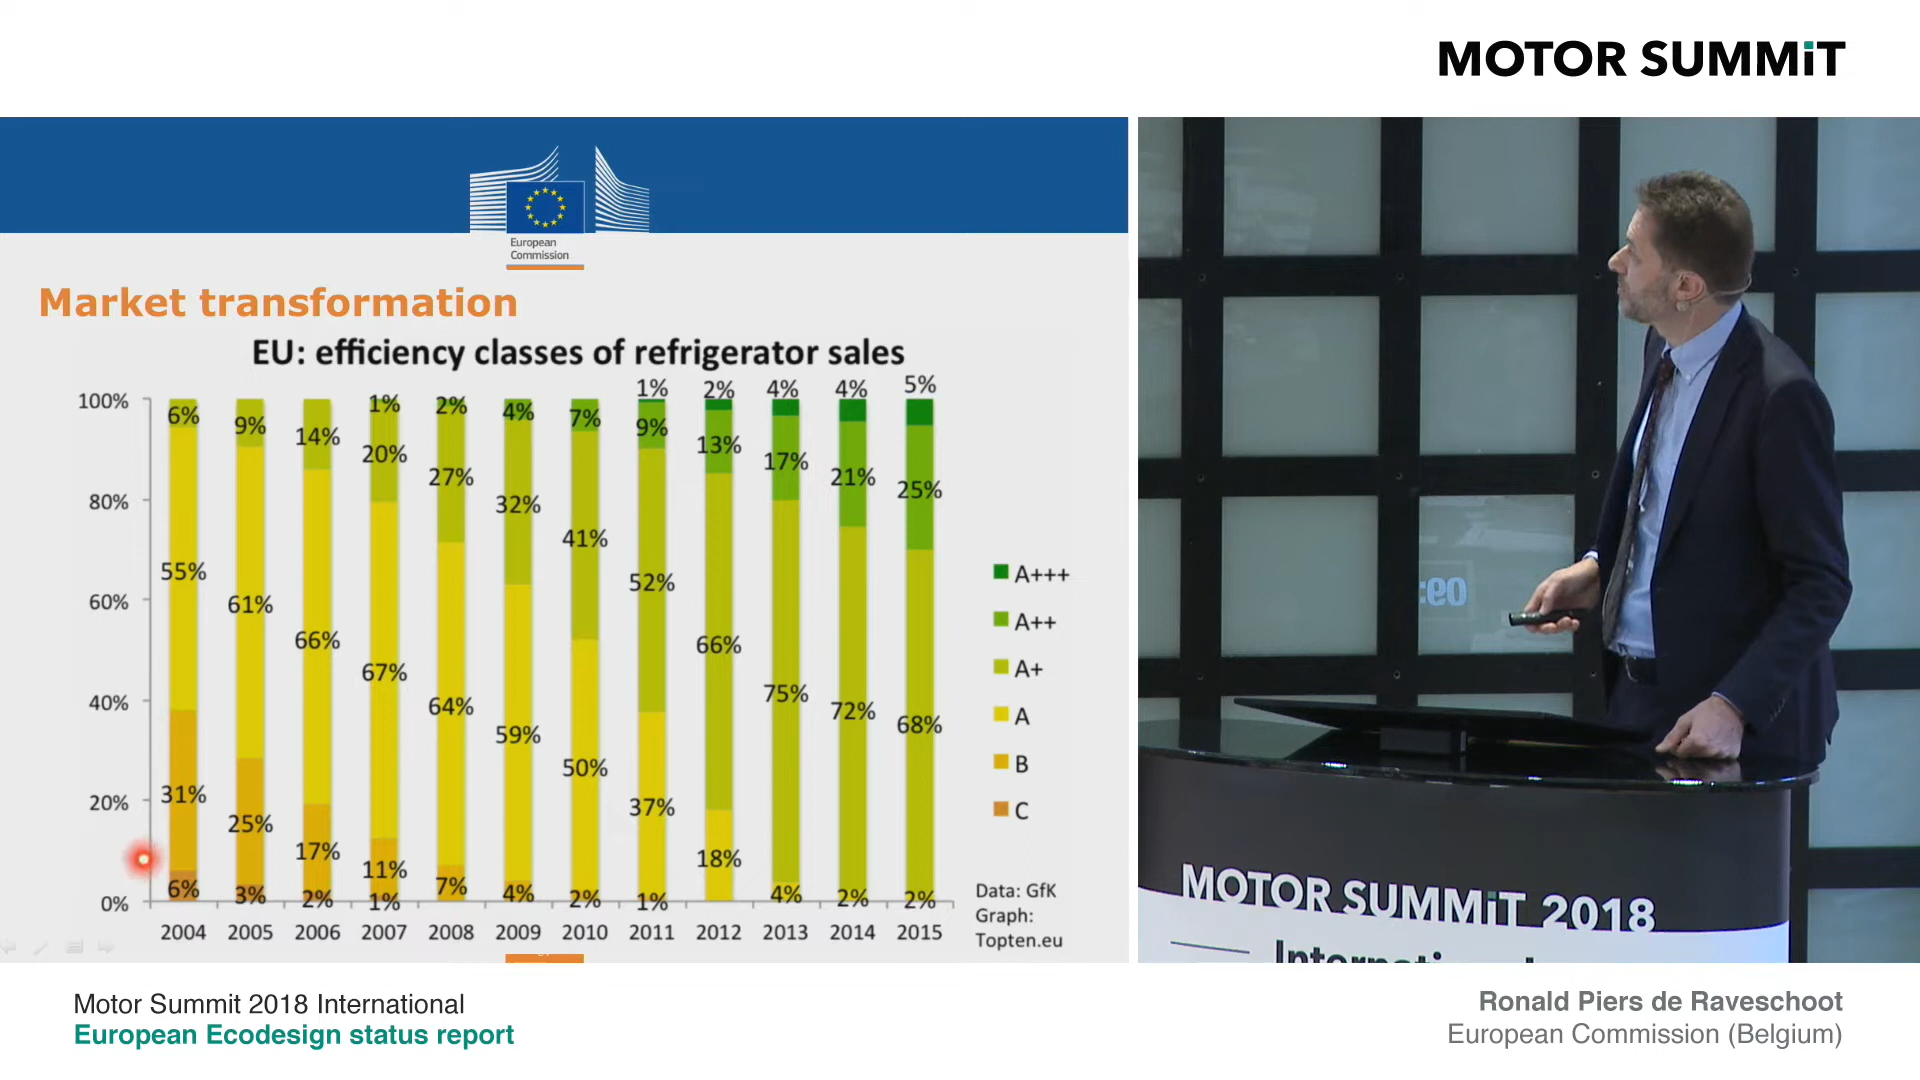 MOTOR SUMMiT
European
Commission
Market transformation
EU: efficiency classes of refrigerator sales
100%
80%
60%
40%
20%
0%
6%
55%
31%
6%
9%
61%
25%
3%
14%
66%
17%
2%
1%
20%
67%
11%
1%
2%
27%
64%
7%
4%
32%
59%
4%
7%
41%
50%
2%
1%
9%
52%
37%
1%
2%
13%
66%
18%
4%
17%
75%
4%
4%
21%
72%
2%
5%
25%
68%
2%
2004 2005 2006 2007 2008 2009 2010 2011 2012 2013 2014 2015
A+++
A++
A+
A
B
C
Data: GfK
Graph:
Topten.eu
MOTOR SUMMiT 2018
International
Motor Summit 2018 International
European Ecodesign status report
Ronald Piers de Raveschoot
European Commission (Belgium)